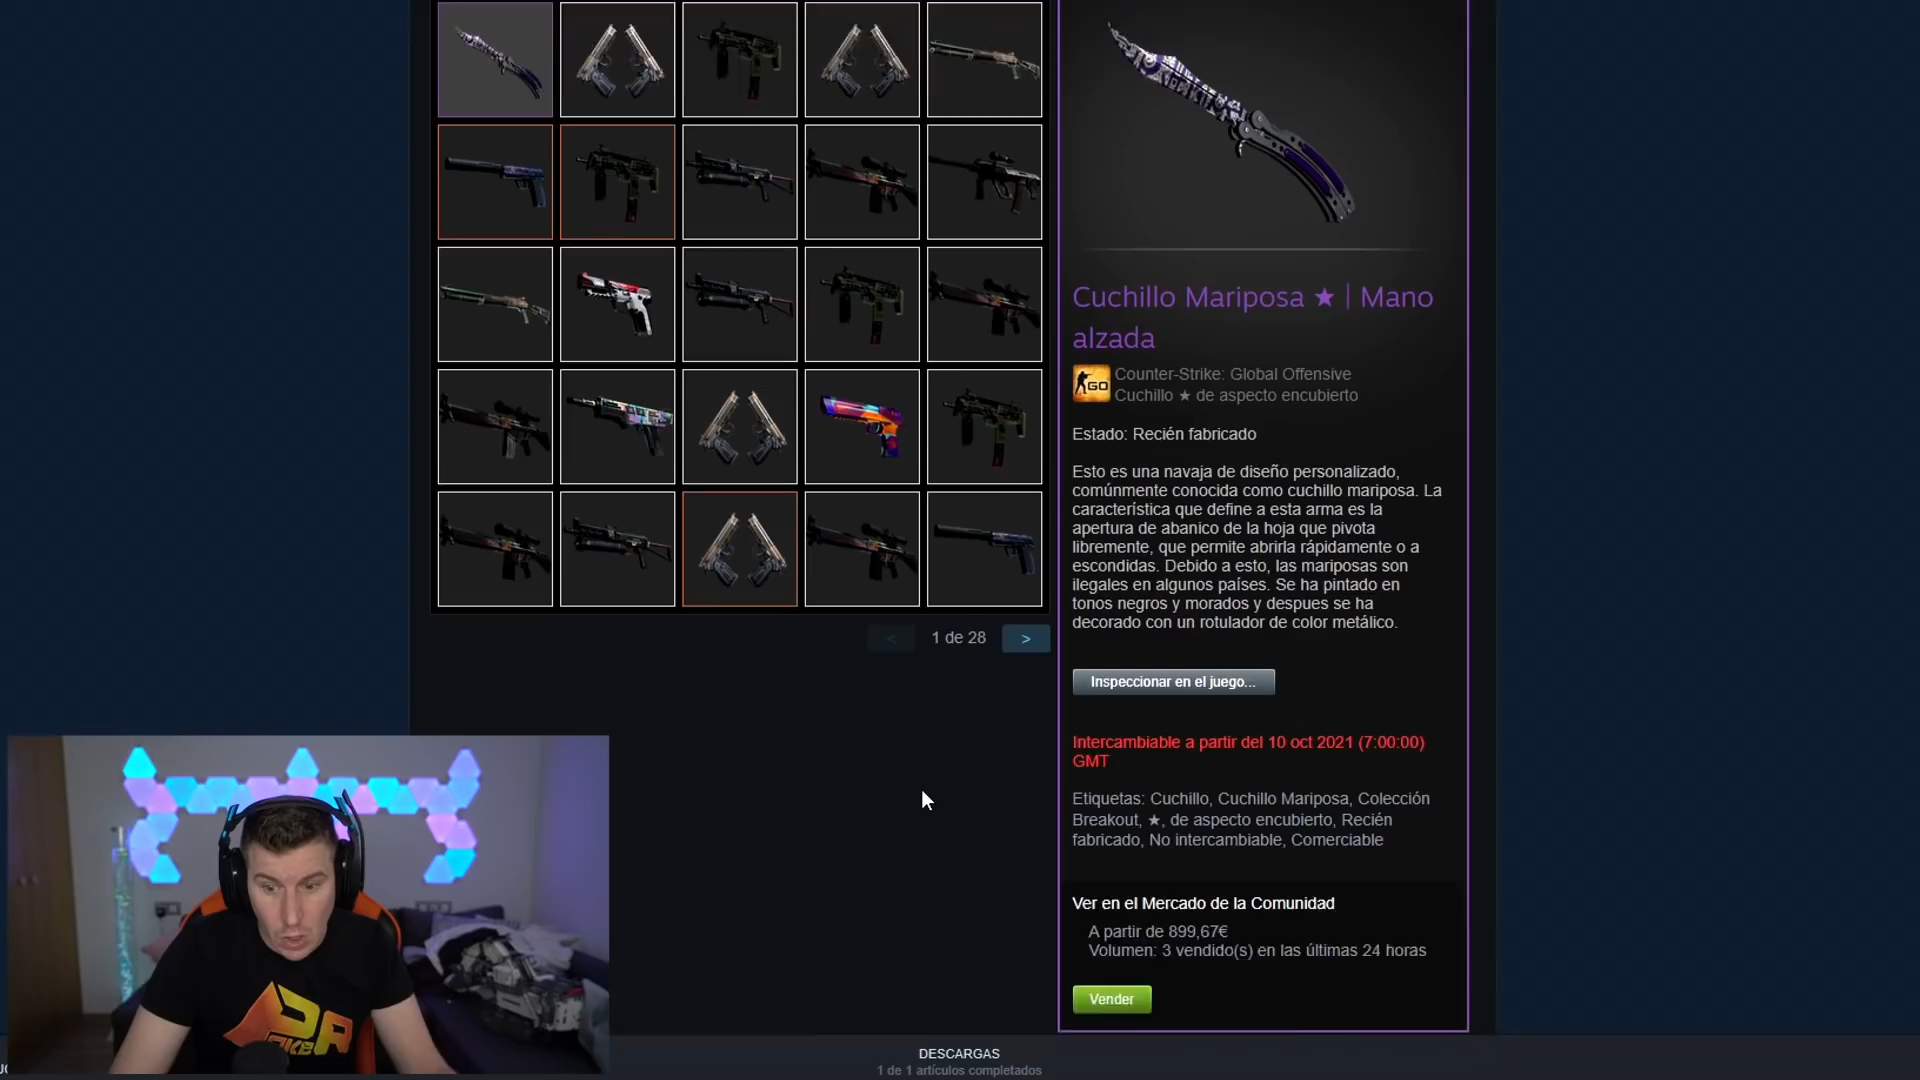 Cuchillo Mariposa ★ | Mano
alzada
GO
Counter-Strike: Global Offensive
Cuchillo ★ de aspecto encubierto
Estado: Recién fabricado
Esto es una navaja de diseño personalizado,
comúnmente conocida como cuchillo mariposa. La
característica que define a esta arma es la
apertura de abanico de la hoja que pivota
libremente, que permite abrirla rápidamente o a
escondidas. Debido a esto, las mariposas son
ilegales en algunos países. Se ha pintado en
tonos negros y morados y despues se ha
decorado con un rotulador de color metálico.
< 1 de 28 >
Inspeccionar en el juego...
Intercambiable a partir del 10 oct 2021 (7:00:00)
GMT
Etiquetas: Cuchillo, Cuchillo Mariposa, Colección
Breakout, ★, de aspecto encubierto, Recién
fabricado, No intercambiable, Comerciable
Ver en el Mercado de la Comunidad
A partir de 899,67€
Volumen: 3 vendido(s) en las últimas 24 horas
Vender
DESCARGAS
1 de 1 artículos completados